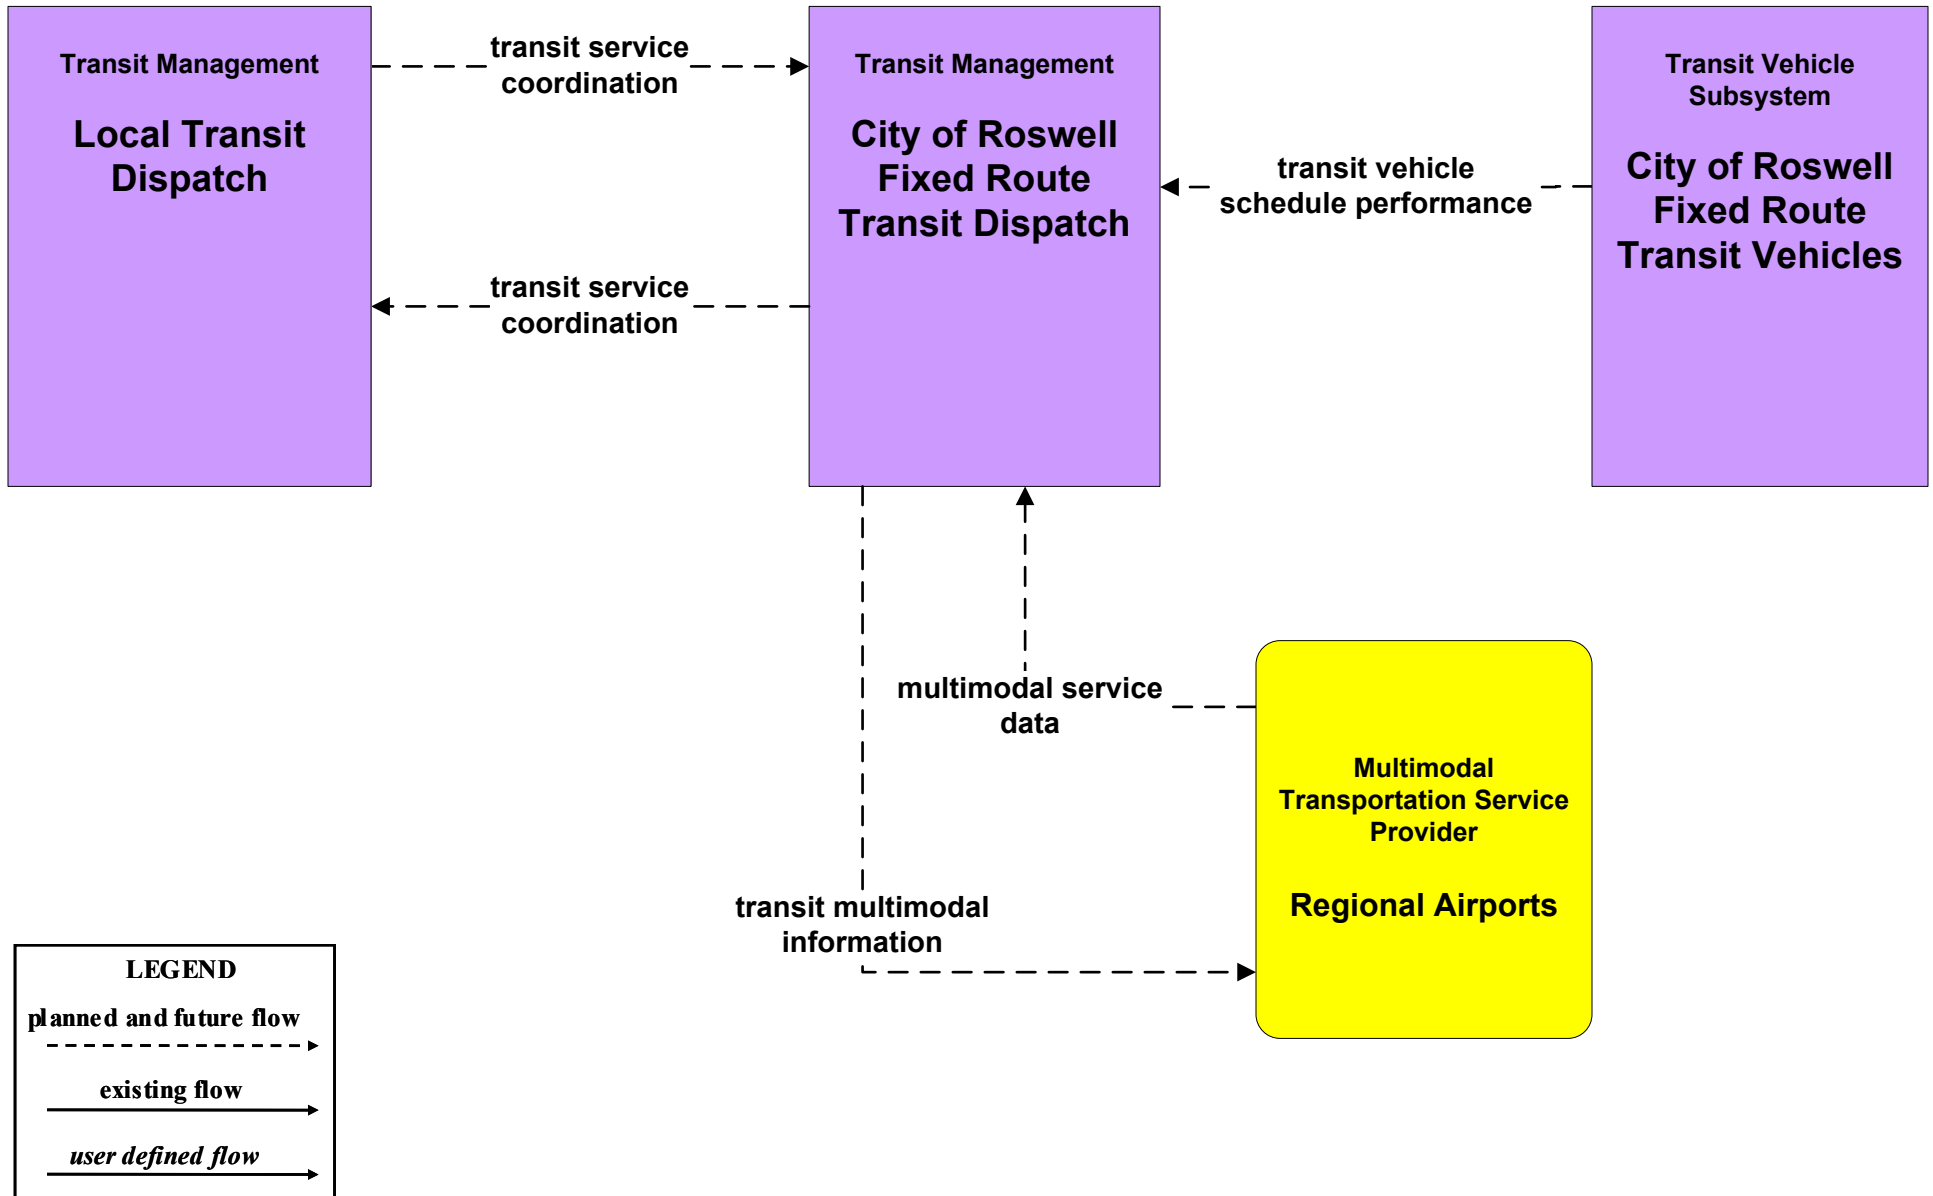 Transit Management
Local Transit
Dispatch
transit service
coordination
transit service
coordination
Transit Management
City of Roswell
Fixed Route
Transit Dispatch
transit vehicle
schedule performance
Transit Vehicle
Subsystem
City of Roswell
Fixed Route
Transit Vehicles
multimodal service
data
Multimodal
Transportation Service
Provider
Regional Airports
transit multimodal
information
LEGEND
planned and future flow
existing flow
user defined flow